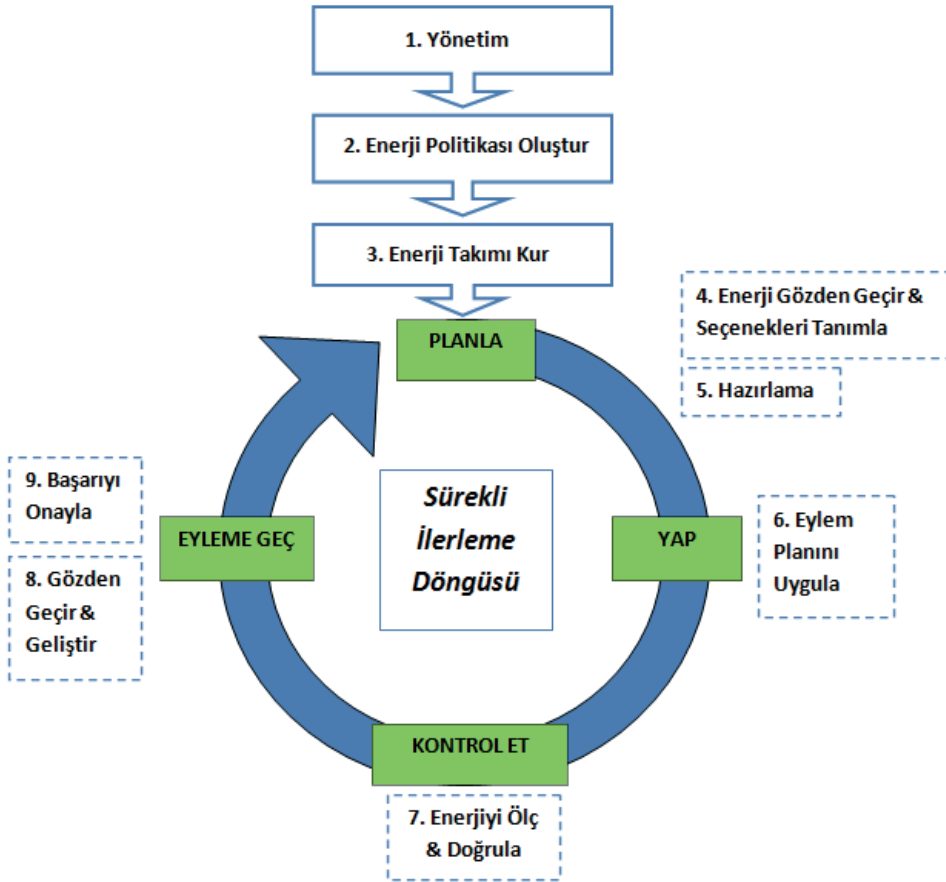 1. Yönetim
2. Enerji Politikası Oluştur
3. Enerji Takımı Kur
PLANLA
4. Enerji Gözden Geçir &
Seçenekleri Tanımla
5. Hazırlama
YAP
6. Eylem
Planını
Uygula
KONTROL ET
7. Enerjiyi Ölç
& Doğrula
EYLEME GEÇ
8. Gözden
Geçir &
Geliştir
9. Başarıyı
Onayla
Sürekli
İlerleme
Döngüsü